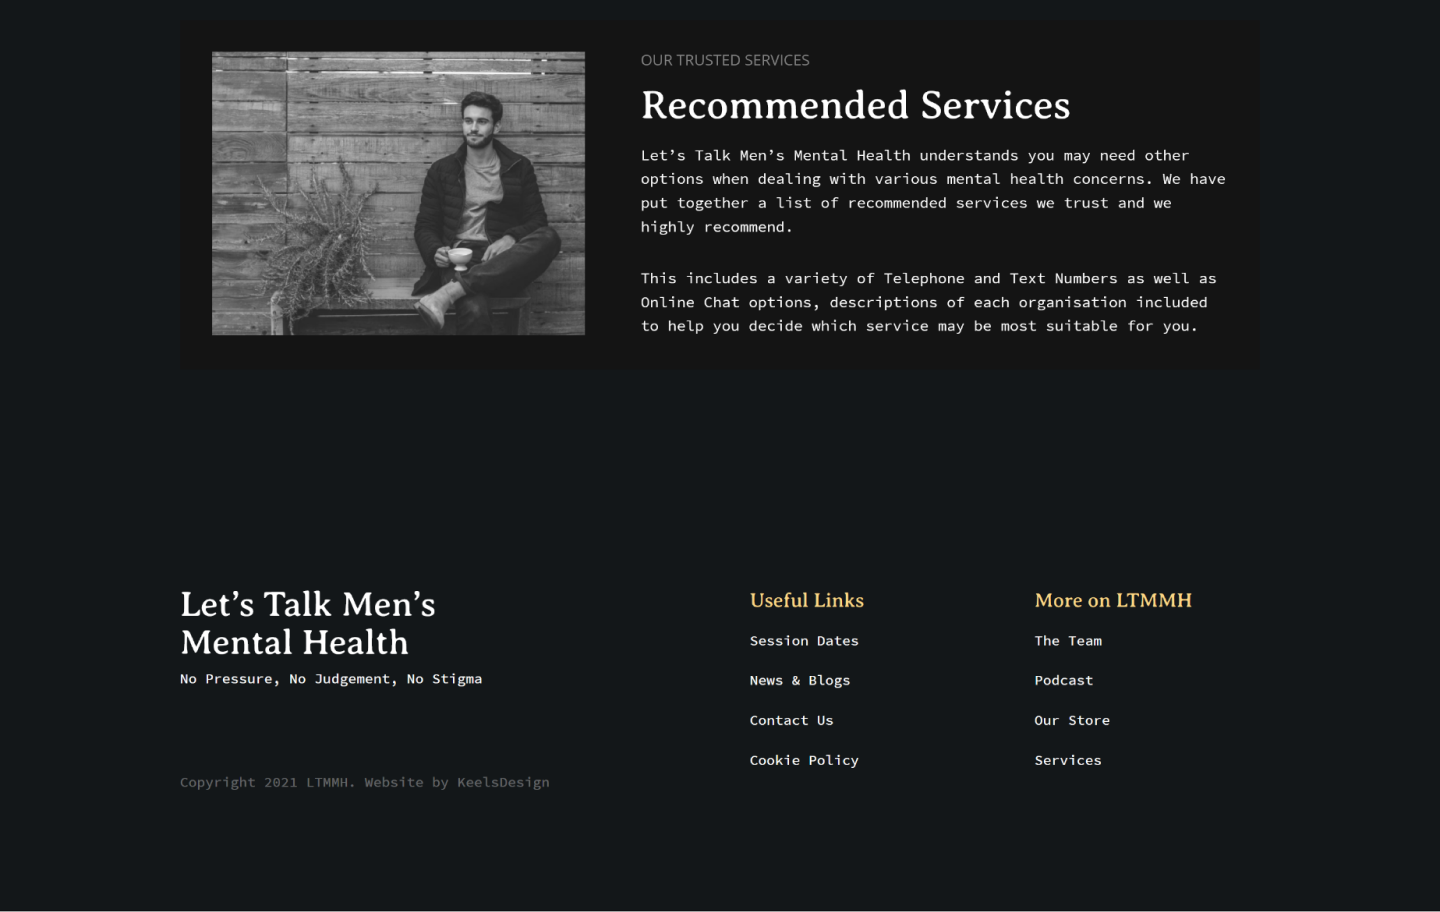 OUR TRUSTED SERVICES
Recommended Services
Let’s Talk Men’s Mental Health understands you may need other
options when dealing with various mental health concerns. We have
put together a list of recommended services we trust and we
highly recommend.
This includes a variety of Telephone and Text Numbers as well as
Online Chat options, descriptions of each organisation included
to help you decide which service may be most suitable for you.
Let’s Talk Men’s
Mental Health
No Pressure, No Judgement, No Stigma
Copyright 2021 LTMMH. Website by KeelsDesign
Useful Links
Session Dates
News & Blogs
Contact Us
Cookie Policy
More on LTMMH
The Team
Podcast
Our Store
Services